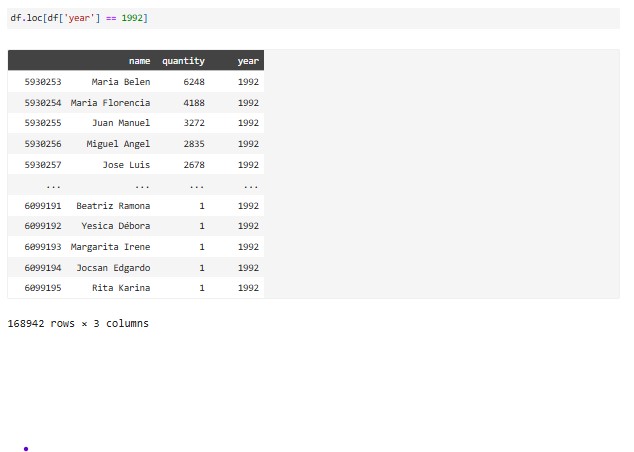 df.loc[df['year'] == 1992]
name quantity year
5930253 Maria Belen 6248 1992
5930254 Maria Florencia 4188 1992
5930255 Juan Manuel 3272 1992
5930256 Miguel Angel 2835 1992
5930257 Jose Luis 2678 1992
... ... ... ...
6099191 Beatriz Ramona 1 1992
6099192 Yesica Débora 1 1992
6099193 Margarita Irene 1 1992
6099194 Jocsan Edgardo 1 1992
6099195 Rita Karina 1 1992
168942 rows × 3 columns